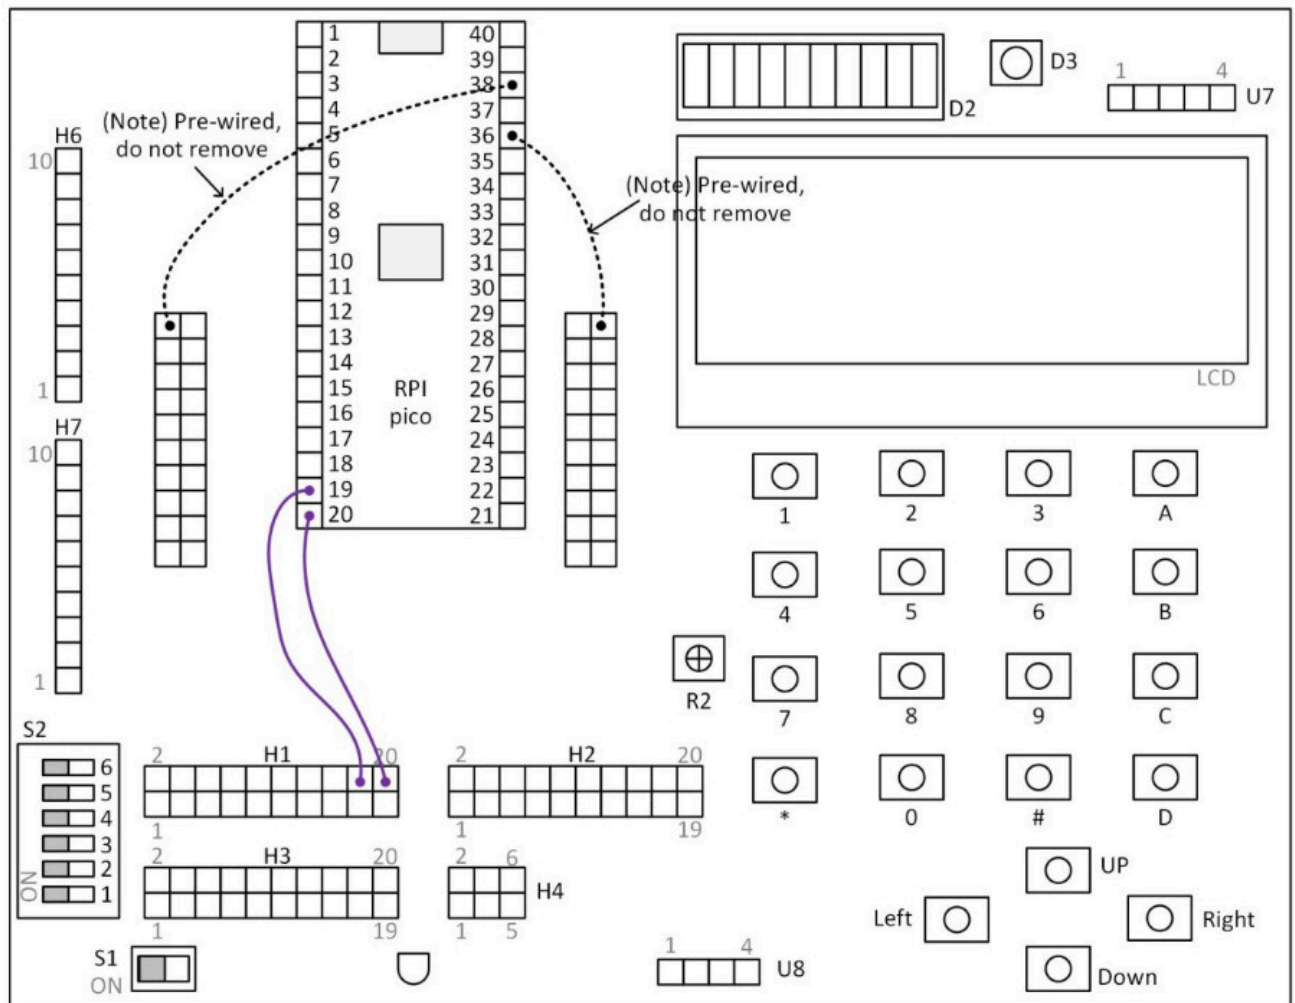 1 40
2 39
3 38
4 37
5 36
6 35
7 34
8 33
9 32
10 31
11 30
12 29
13 28
14 27
15 26
16 25
17 24
18 23
19 22
20 21
RPI
pico
(Note) Pre-wired,
do not remove
(Note) Pre-wired,
do not remove
H6
10
1
H7
10
1
D2
D3
1 4
U7
LCD
1 2 3 A
4 5 6 B
7 8 9 C
* 0 # D
R2
S2
6
5
4
3
2
1
ON
2 H1 20
1
2 H2 20
1 19
2 H3 20
1 19
2 6
H4
1 5
S1
ON
1 4
U8
UP
Left Right
Down